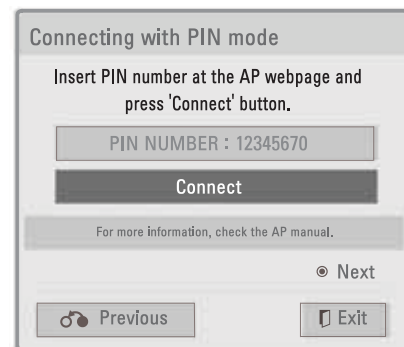 Connecting with PIN mode
Insert PIN number at the AP webpage and
press 'Connect' button.
PIN NUMBER : 12345670
Connect
For more information, check the AP manual.
Next
Previous
Exit